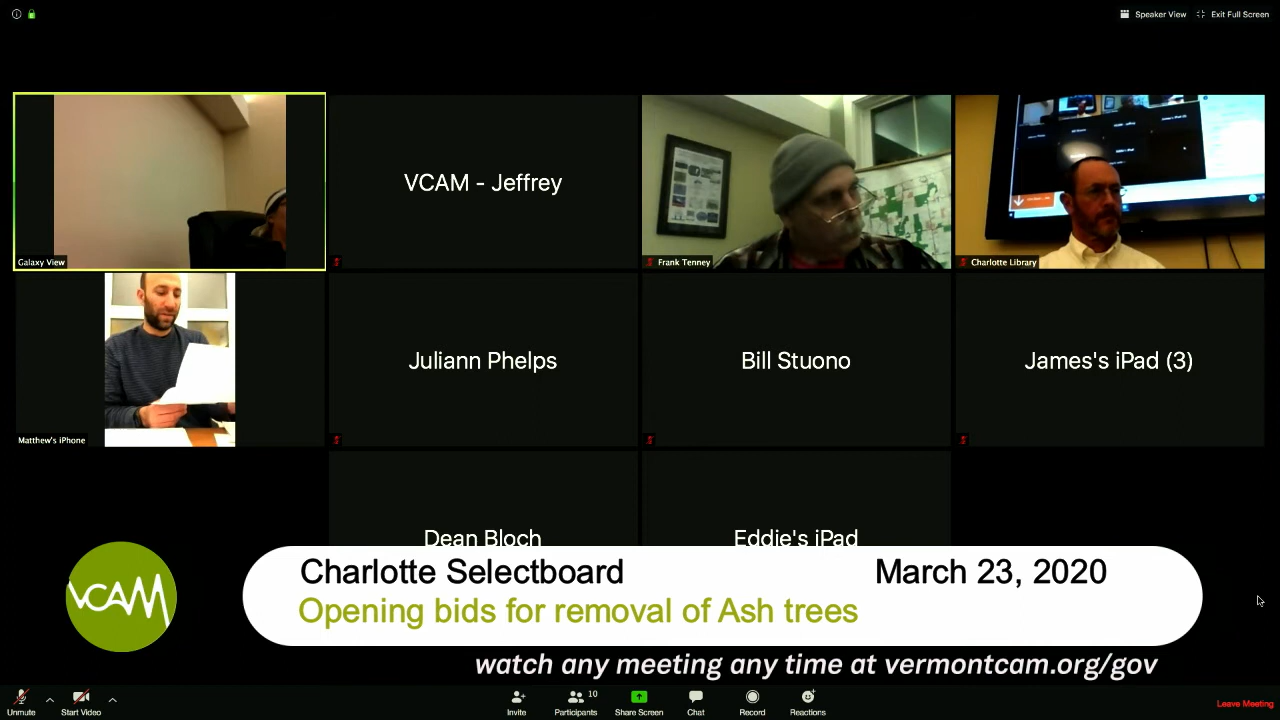 Speaker View
Exit Full Screen
Galaxy View
VCAM - Jeffrey
Frank Tenney
Charlotte Library
Matthew's iPhone
Juliann Phelps
Bill Stuono
James's iPad (3)
Dean Bloch
Eddie's iPad
VCAM
Charlotte Selectboard
March 23, 2020
Opening bids for removal of Ash trees
watch any meeting any time at vermontcam.org/gov
Unmute
Start Video
Invite
Participants
10
Share Screen
Chat
Record
Reactions
Leave Meeting